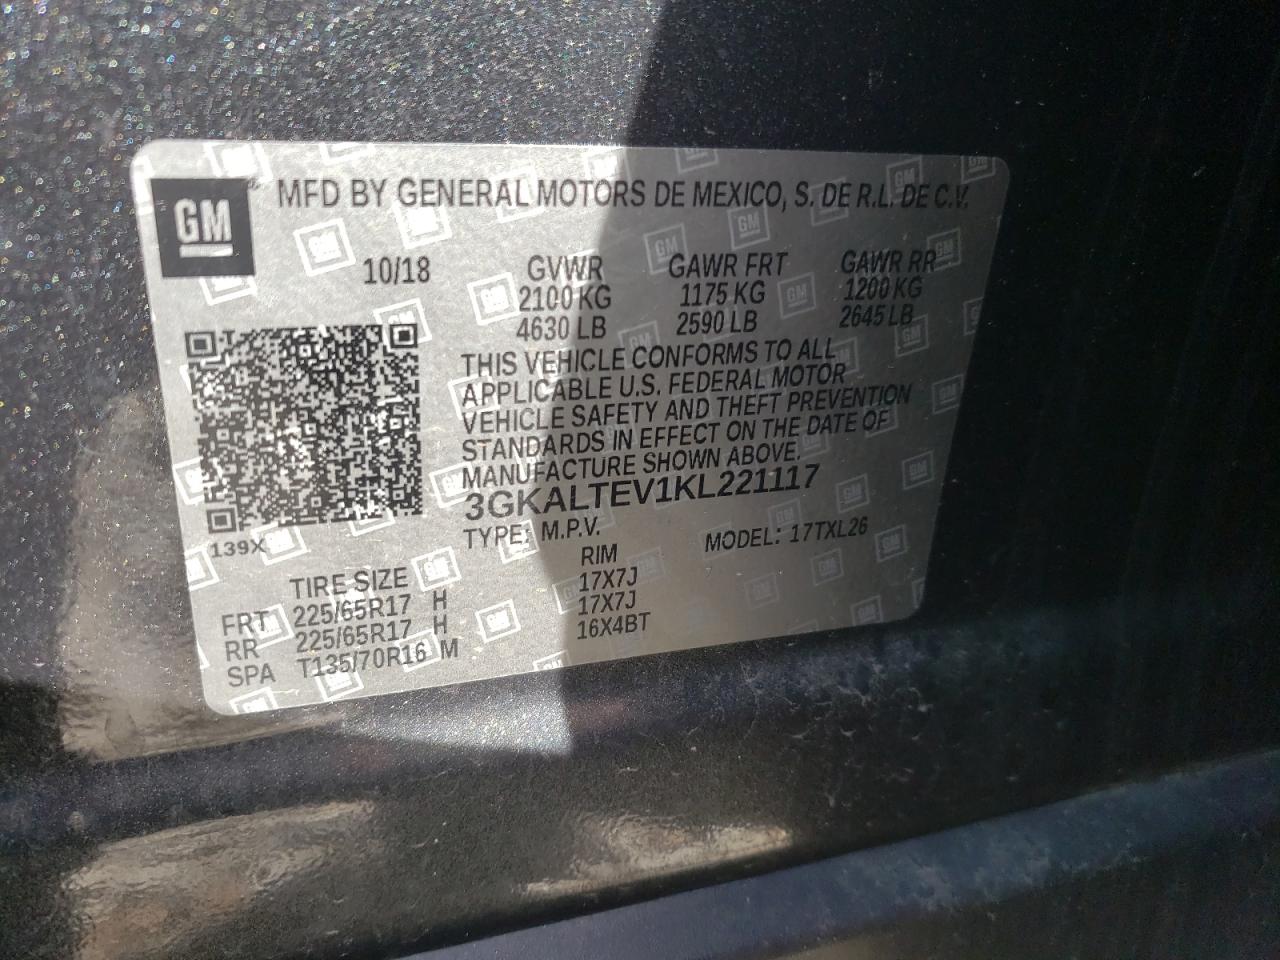 GM
® MFD BY GENERAL MOTORS DE MEXICO, S. DE R.L. DE C.V.
10/18
GVWR GAWR FRT GAWR RR
2100 KG 1175 KG 1200 KG
4630 LB 2590 LB 2645 LB
THIS VEHICLE CONFORMS TO ALL
APPLICABLE U.S. FEDERAL MOTOR
VEHICLE SAFETY AND THEFT PREVENTION
STANDARDS IN EFFECT ON THE DATE OF
MANUFACTURE SHOWN ABOVE.
3GKALTEV1KL221117
TYPE: M.P.V. MODEL: 17TXL26
139X
TIRE SIZE RIM
FRT 225/65R17 H 17X7J
RR 225/65R17 H 17X7J
SPA T135/70R16 M 16X4BT